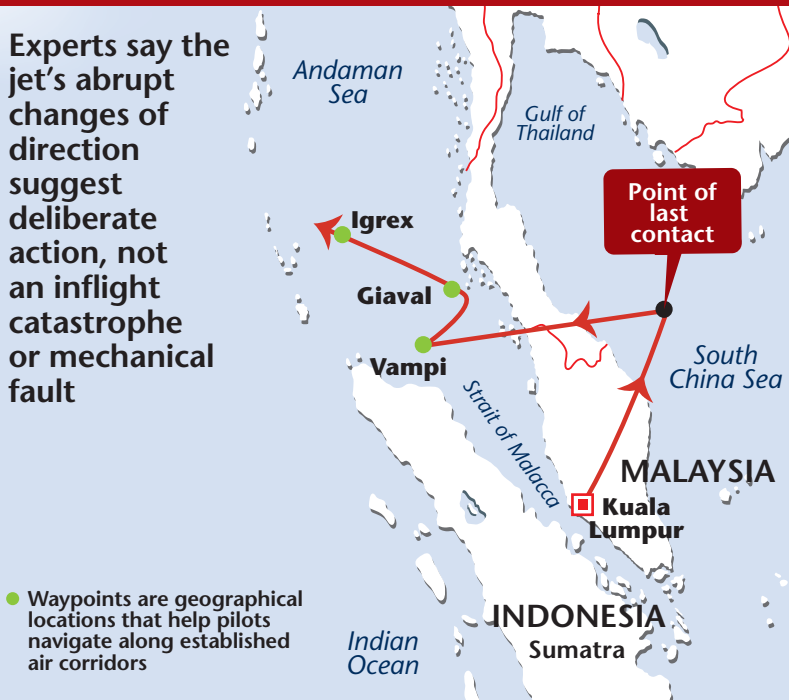 Experts say the
jet's abrupt
changes of
direction
suggest
deliberate
action, not
an inflight
catastrophe
or mechanical
fault
Andaman
Sea
Gulf of
Thailand
Point of
last
contact
Igrex
Giaval
Vampi
South
China Sea
Strait of Malacca
MALAYSIA
Kuala
Lumpur
Waypoints are geographical
locations that help pilots
navigate along established
air corridors
INDONESIA
Sumatra
Indian
Ocean